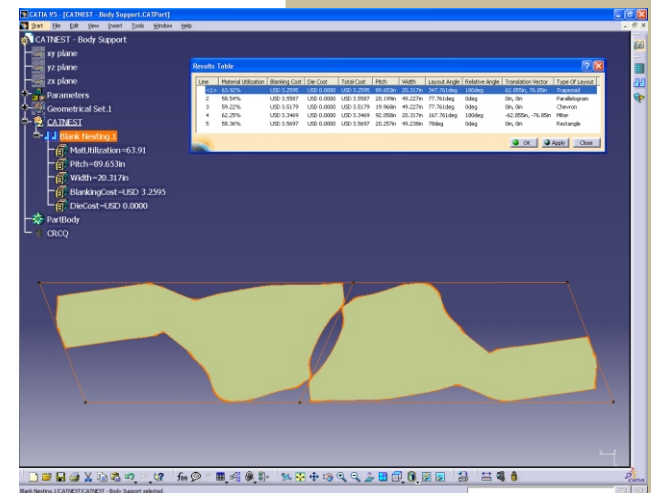 CATIA V5 - [CATNEST - Body Support.CATPart]
Start File Edit View Insert Tools Window Help
CATNEST - Body Support
xy plane
yz plane
zx plane
Parameters
Geometrical Set.1
CATNEST
Blank Nesting.1
MatUtilization=63.91
Pitch=89.653in
Width=20.317in
BlankingCost=USD 3.2595
DieCost=USD 0.0000
PartBody
CRCQ
Results Table
Line Material Utilization Blanking Cost Die Cost Total Cost Pitch Width Layout Angle Relative Angle Translation Vector Type Of Layout
<1> 63.92% USD 3.2595 USD 0.0000 USD 3.2595 89.653in 20.317in 347.761deg 180deg 62.855in, 76.85in Trapezoid
2 58.54% USD 3.5587 USD 0.0000 USD 3.5587 20.199in 49.227in 77.761deg 0deg 0in, 0in Parallelogram
3 59.22% USD 3.5179 USD 0.0000 USD 3.5179 19.968in 49.227in 77.761deg 0deg 0in, 0in Chevron
4 62.25% USD 3.3469 USD 0.0000 USD 3.3469 92.058in 20.317in 167.761deg 180deg -62.855in, -76.85in Miter
5 58.36% USD 3.5697 USD 0.0000 USD 3.5697 20.257in 49.238in 78deg 0deg 0in, 0in Rectangle
OK Apply Close
Blank Nesting.1/CATNEST/CATNEST - Body Support selected